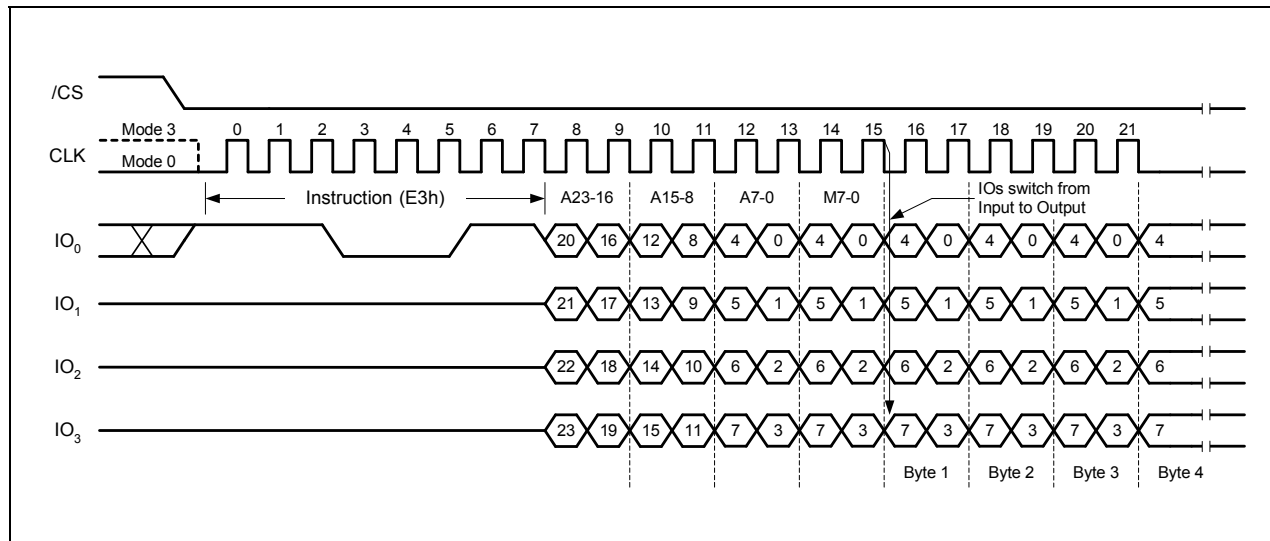 /CS
Mode 3
0 1 2 3 4 5 6 7 8 9 10 11 12 13 14 15 16 17 18 19 20 21
CLK
Mode 0
Instruction (E3h) A23-16 A15-8 A7-0 M7-0
IOs switch from
Input to Output
IO0 20 16 12 8 4 0 4 0 4 0 4 0 4 0 4
IO1 21 17 13 9 5 1 5 1 5 1 5 1 5 1 5
IO2 22 18 14 10 6 2 6 2 6 2 6 2 6 2 6
IO3 23 19 15 11 7 3 7 3 7 3 7 3 7 3 7
Byte 1 Byte 2 Byte 3 Byte 4